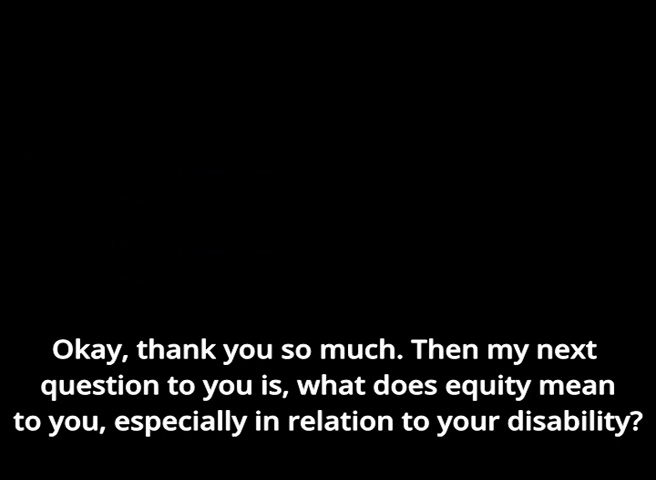 Okay, thank you so much. Then my next
question to you is, what does equity mean
to you, especially in relation to your disability?